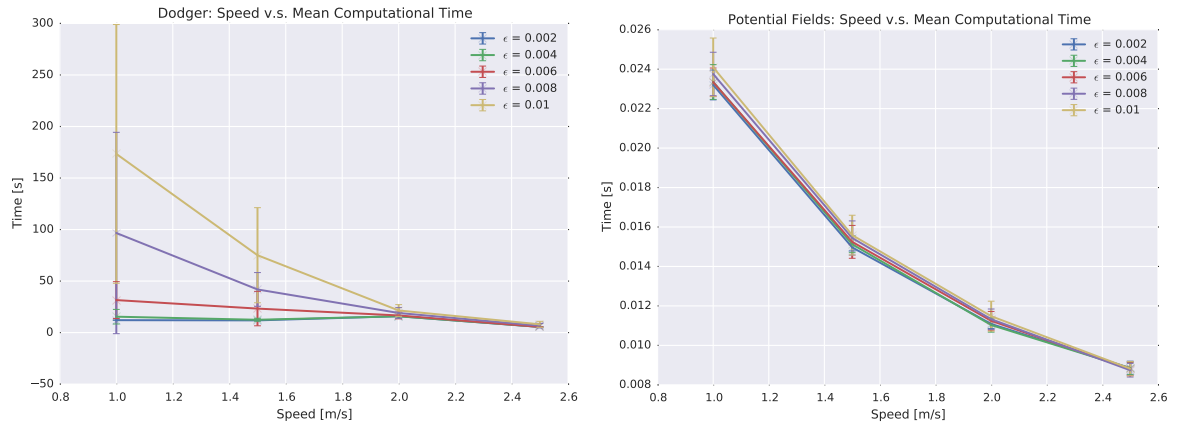 Dodger: Speed v.s. Mean Computational Time
300
250
200
150
100
50
0
−50
Time [s]
0.8 1.0 1.2 1.4 1.6 1.8 2.0 2.2 2.4 2.6
Speed [m/s]
ϵ = 0.002
ϵ = 0.004
ϵ = 0.006
ϵ = 0.008
ϵ = 0.01
Potential Fields: Speed v.s. Mean Computational Time
0.026
0.024
0.022
0.020
0.018
0.016
0.014
0.012
0.010
0.008
Time [s]
0.8 1.0 1.2 1.4 1.6 1.8 2.0 2.2 2.4 2.6
Speed [m/s]
ϵ = 0.002
ϵ = 0.004
ϵ = 0.006
ϵ = 0.008
ϵ = 0.01